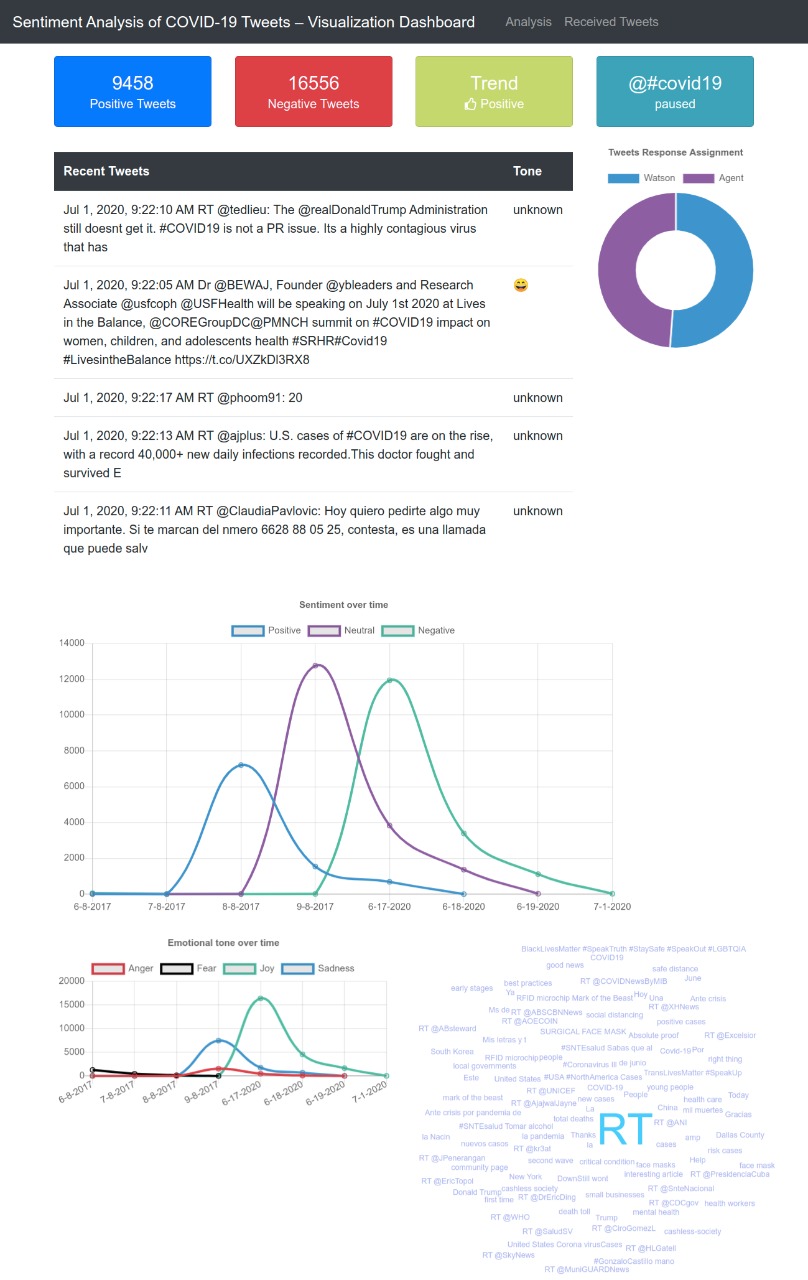 Sentiment Analysis of COVID-19 Tweets – Visualization Dashboard Analysis Received Tweets
9458
Positive Tweets
16556
Negative Tweets
Trend
Positive
@#covid19
paused
Recent Tweets Tone
Jul 1, 2020, 9:22:10 AM RT @tedlieu: The @realDonaldTrump Administration unknown
still doesnt get it. #COVID19 is not a PR issue. Its a highly contagious virus
that has
Jul 1, 2020, 9:22:05 AM Dr @BEWAJ, Founder @ybleaders and Research 😄
Associate @usfcoph @USFHealth will be speaking on July 1st 2020 at Lives
in the Balance, @COREGroupDC@PMNCH summit on #COVID19 impact on
women, children, and adolescents health #SRHR#Covid19
#LivesintheBalance https://t.co/UXZkDl3RX8
Jul 1, 2020, 9:22:17 AM RT @phoom91: 20 unknown
Jul 1, 2020, 9:22:13 AM RT @ajplus: U.S. cases of #COVID19 are on the rise, unknown
with a record 40,000+ new daily infections recorded.This doctor fought and
survived E
Jul 1, 2020, 9:22:11 AM RT @ClaudiaPavlovic: Hoy quiero pedirte algo muy unknown
importante. Si te marcan del nmero 6628 88 05 25, contesta, es una llamada
que puede salv
Tweets Response Assignment
Watson Agent
Sentiment over time
Positive Neutral Negative
14000
12000
10000
8000
6000
4000
2000
0
6-8-2017 7-8-2017 8-8-2017 9-8-2017 6-17-2020 6-18-2020 6-19-2020 7-1-2020
Emotional tone over time
Anger Fear Joy Sadness
20000
15000
10000
5000
0
6-8-2017 7-8-2017 8-8-2017 9-8-2017 6-17-2020 6-18-2020 6-19-2020 7-1-2020
BlackLivesMatter #SpeakTruth #StaySafe #SpeakOut #LGBTQIA
COVID19
good news
safe distance
RT @COVIDNewsByMIB
June
early stages
best practices
Ya
RFID microchip Mark of the Beast
Hoy
Una
Ante crisis
RT @XHNews
Ms de
RT @ABSCBNNews
social distancing
RT @AOECOIN
positive cases
RT @ABsteward
SURGICAL FACE MASK
Absolute proof
RT @Excelsior
Mis letras y t
#SNTEsalud Sabas que al
Covid-19
Por
South Korea
RFID microchip
people
right thing
local governments
#Coronavirus III
de junio
TransLivesMatter #SpeakUp
Este
United States
#USA #NorthAmerica Cases
COVID-19
young people
RT @UNICEF
People
mark of the beast
new cases
health care
Today
RT @AjajwaiJayne
La
China
mil muertes
Ante crisis por pandemia de
Gracias
total deaths
RT
RT @ANI
#SNTEsalud Tomar alcohol
la Nacin
la pandemia
Thanks
amp
Dallas County
nuevos casos
la
cases
RT @kr3at
risk cases
RT @JPenerangan
second wave
critical condition
Help
face masks
face mask
community page
New York
DownStill wont
Interesting article
RT @PresidenciaCuba
RT @EricTopol
cashless society
RT @SnteNacional
Donald Trump
first time
RT @DrEricDing
small businesses
RT @CDCgov
health workers
death toll
mental health
RT @WHO
Trump
RT @SaludSV
RT @CiroGomezL
cashless-society
United States Corona virus
Cases
RT @HLGatell
RT @SkyNews
#GonzaloCastillo mano
RT @MuniGUARDNews